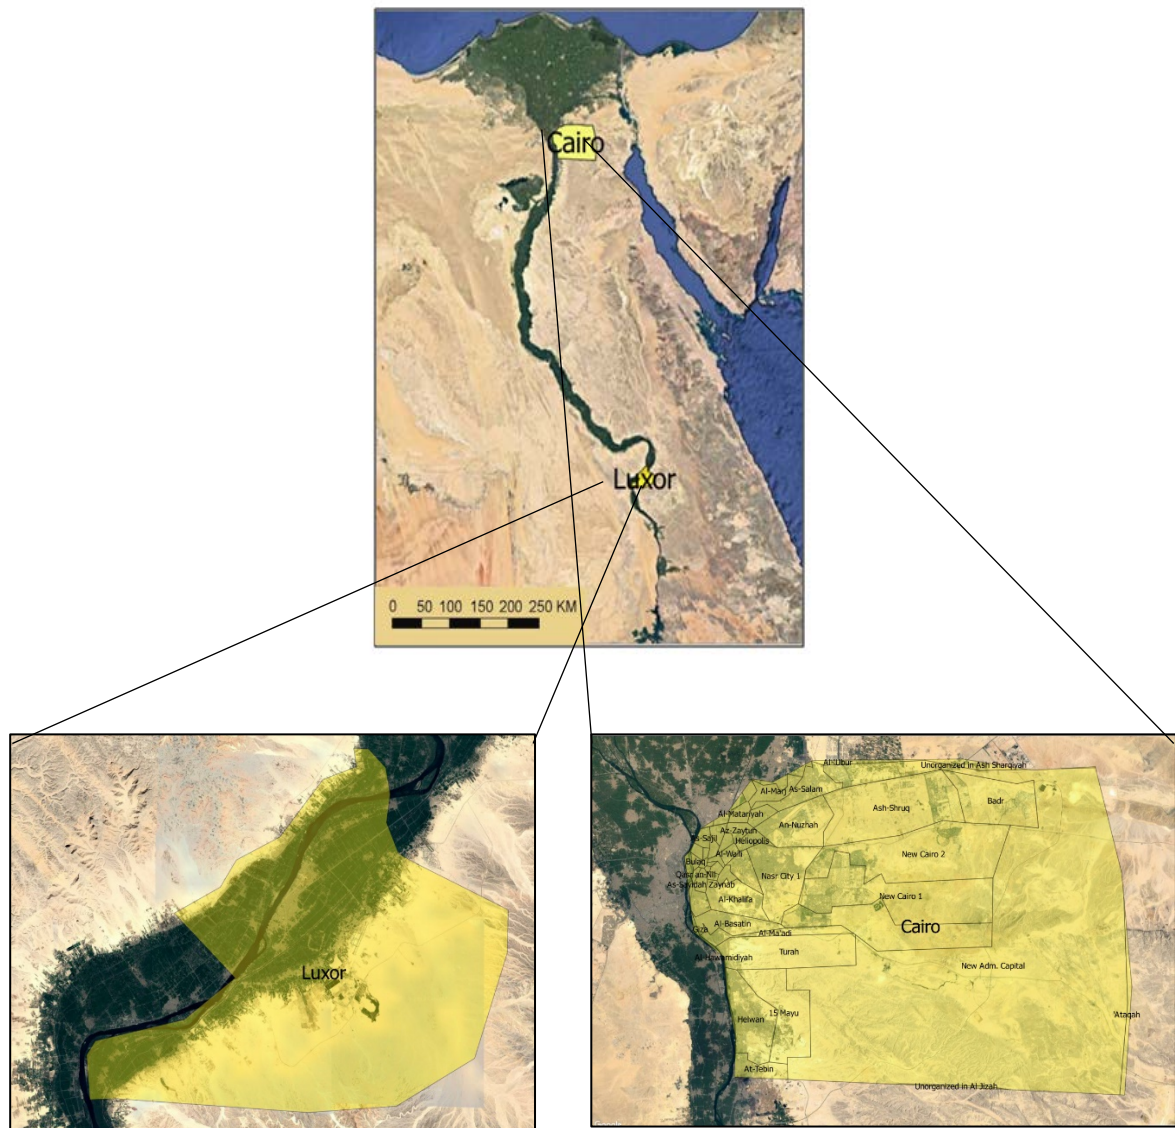 Cairo
Luxor
0 50 100 150 200 250 KM
Luxor
Al-Ubur
Unorganized in Ash Sharqiyah
Al-Marj
As-Salam
Badr
Ash-Shruq
Al-Matariyah
An-Nuzhah
Az-Zaytun
Heliopolis
Al-Waili
New Cairo 2
Bulaq
Qasr an-Nil
Nasr City 1
As-Sayidah Zaynab
Al-Khalifa
New Cairo 1
Al-Basatin
Cairo
Giza
Al-Ma'adi
Al-Hawamidiyah
Turah
New Adm. Capital
15 Mayu
Helwan
'Ataqah
At-Tebin
Unorganized in Al Jizah